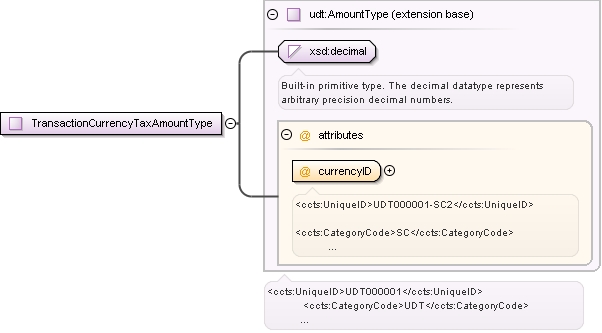 udt:AmountType (extension base)
xsd:decimal
Built-in primitive type. The decimal datatype represents
arbitrary precision decimal numbers.
TransactionCurrencyTaxAmountType
@ attributes
@ currencyID
<ccts:UniqueID>UDT000001-SC2</ccts:UniqueID>
<ccts:CategoryCode>SC</ccts:CategoryCode>
...
<ccts:UniqueID>UDT000001</ccts:UniqueID>
<ccts:CategoryCode>UDT</ccts:CategoryCode>
...